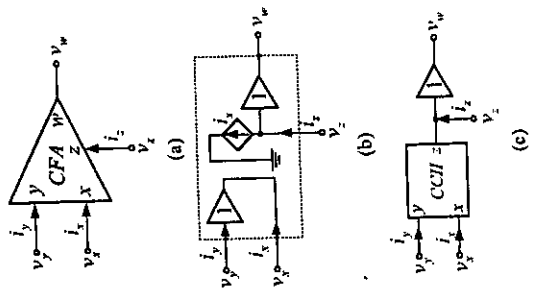 v_y i_y y CFA w v_w
v_x i_x x z i_z v_z
(a)
v_y i_y 1 i_x 1 v_w
v_x i_x i_z v_z
(b)
v_y i_y y CCII z 1 v_w
v_x i_x x i_z v_z
(c)